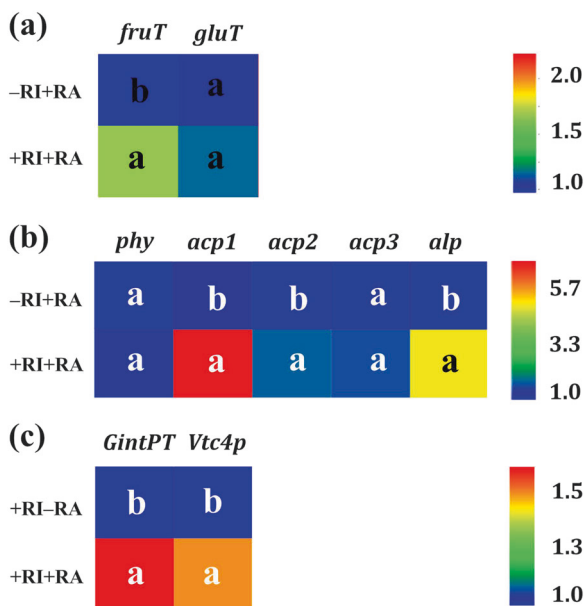 (a)
fruT gluT
–RI+RA b a
+RI+RA a a
2.0
1.5
1.0
(b)
phy acp1 acp2 acp3 alp
–RI+RA a b b a b
+RI+RA a a a a a
5.7
3.3
1.0
(c)
GintPT Vtc4p
+RI–RA b b
+RI+RA a a
1.5
1.3
1.0